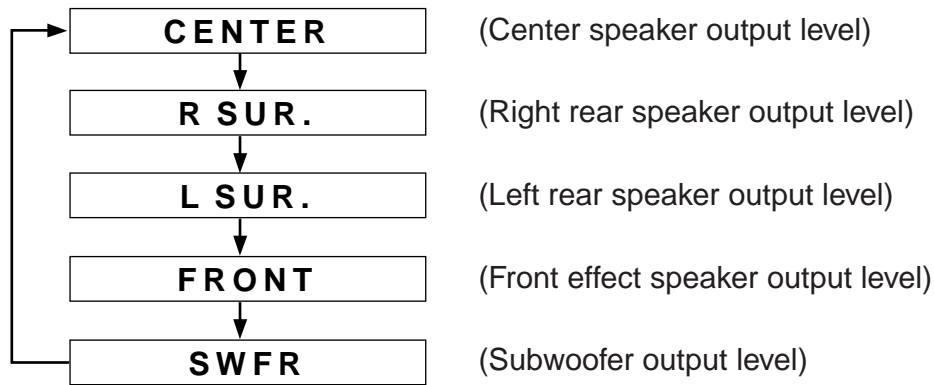 CENTER (Center speaker output level)
R SUR. (Right rear speaker output level)
L SUR. (Left rear speaker output level)
FRONT (Front effect speaker output level)
SWFR (Subwoofer output level)